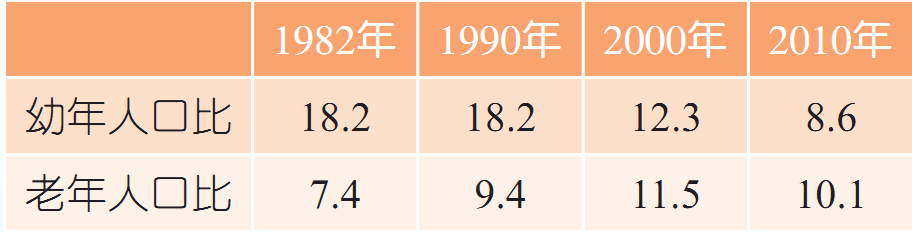 1982年 1990年 2000年 2010年
幼年人口比 18.2 18.2 12.3 8.6
老年人口比 7.4 9.4 11.5 10.1